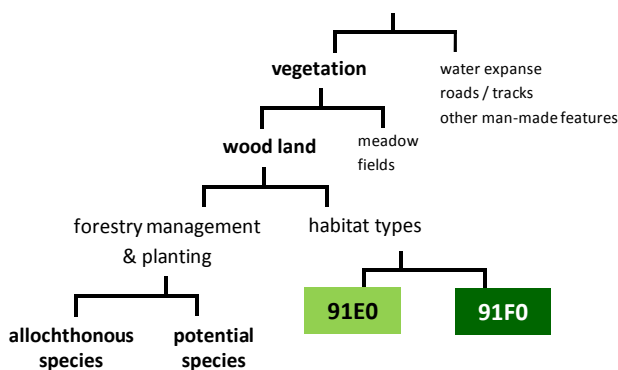 vegetation
water expanse
roads / tracks
other man-made features
wood land
meadow
fields
forestry management
& planting
habitat types
91E0
91F0
allochthonous
species
potential
species